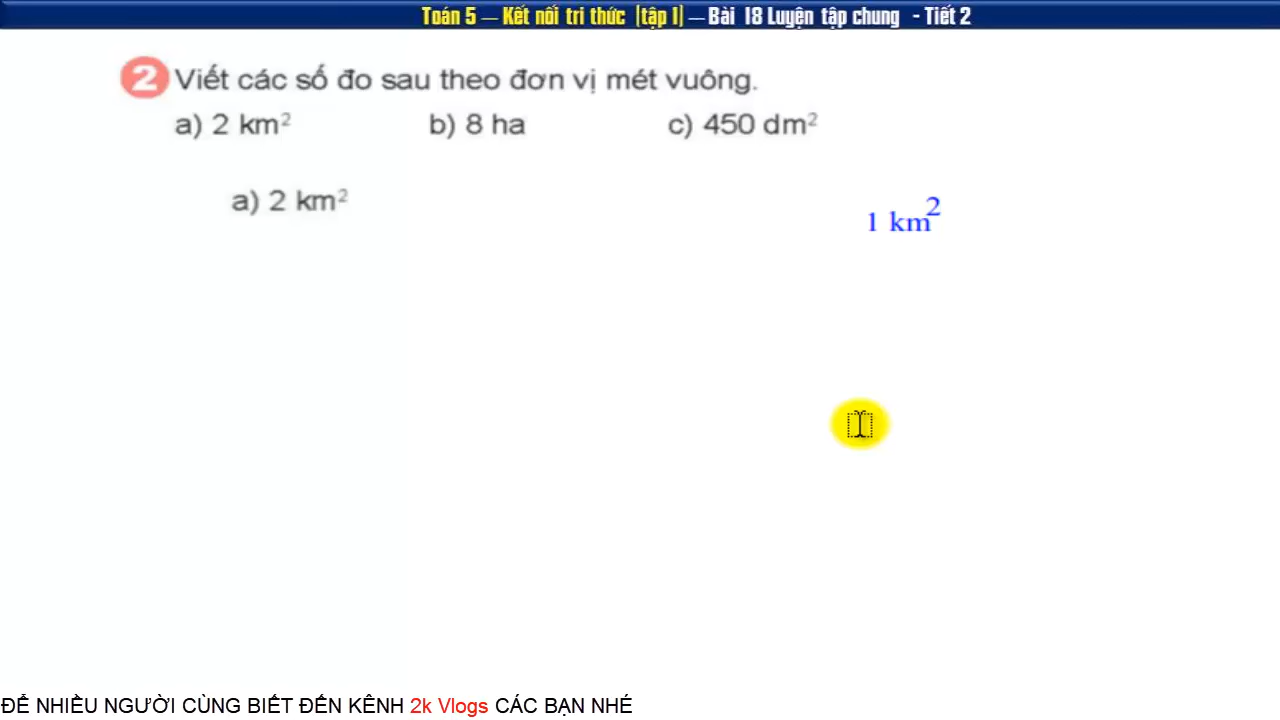 Toán 5 – Kết nối tri thức (tập 1) – Bài 18 Luyện tập chung - Tiết 2
2 Viết các số đo sau theo đơn vị mét vuông.
a) 2 km² b) 8 ha c) 450 dm²
a) 2 km² 1 km²
ĐỂ NHIỀU NGƯỜI CÙNG BIẾT ĐẾN KÊNH 2k Vlogs CÁC BẠN NHÉ